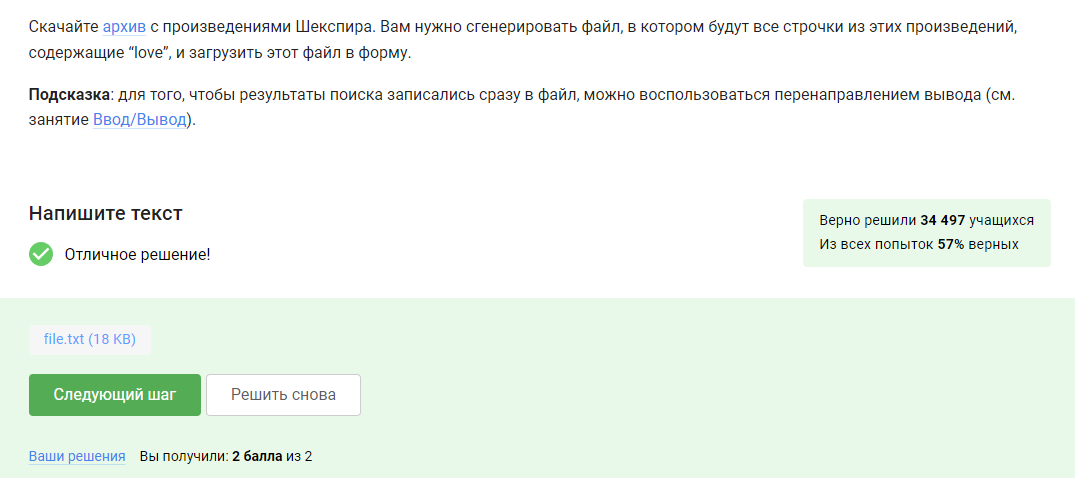 Скачайте архив с произведениями Шекспира. Вам нужно сгенерировать файл, в котором будут все строчки из этих произведений,
содержащие “love”, и загрузить этот файл в форму.
Подсказка: для того, чтобы результаты поиска записались сразу в файл, можно воспользоваться перенаправлением вывода (см.
занятие Ввод/Вывод).
Напишите текст
Отличное решение!
Верно решили 34 497 учащихся
Из всех попыток 57% верных
file.txt (18 KB)
Следующий шаг
Решить снова
Ваши решения Вы получили: 2 балла из 2